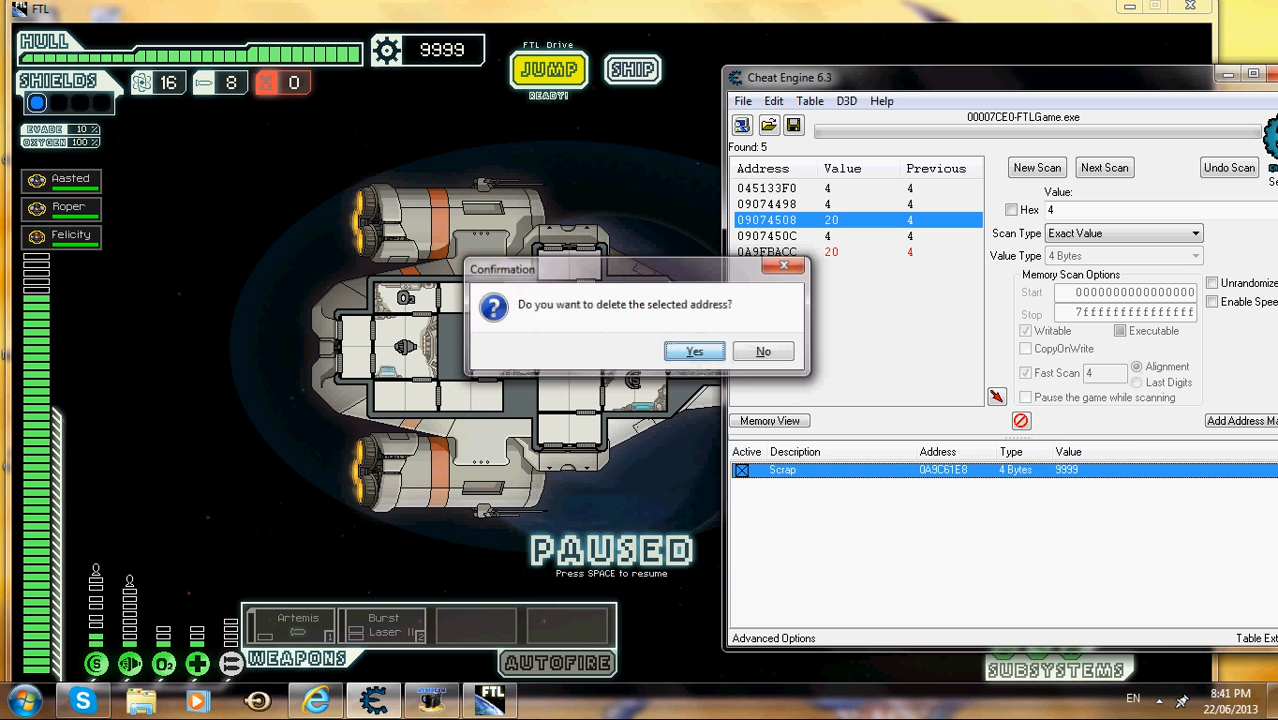 FTL
HULL
9999
FTL Drive
JUMP
READY!
SHIP
SHIELDS
16
8
0
EVADE 10 %
OXYGEN 100 %
Aasted
Roper
Felicity
Cheat Engine 6.3
File Edit Table D3D Help
00007CE0-FTLGame.exe
Found: 5
Address Value Previous
045133F0 4 4
09074498 4 4
09074508 20 4
0907450C 4 4
0A9FBACC 20 4
New Scan Next Scan Undo Scan
Value:
Hex 4
Scan Type Exact Value
Value Type 4 Bytes
Memory Scan Options
Start 0000000000000000
Stop 7fffffffffffffff
Writable Executable
CopyOnWrite
Fast Scan 4 Alignment
Last Digits
Pause the game while scanning
Unrandomize
Enable Spee
Memory View
Add Address Ma
Active Description Address Type Value
Scrap 0A9C61E8 4 Bytes 9999
Advanced Options
Table Ext
Confirmation
Do you want to delete the selected address?
Yes No
PAUSED
Press SPACE to resume
Artemis
1
Burst
Laser II
2
WEAPONS
AUTOFIRE
SUBSYSTEMS
S
O2
S
FTL
EN
8:41 PM
22/06/2013